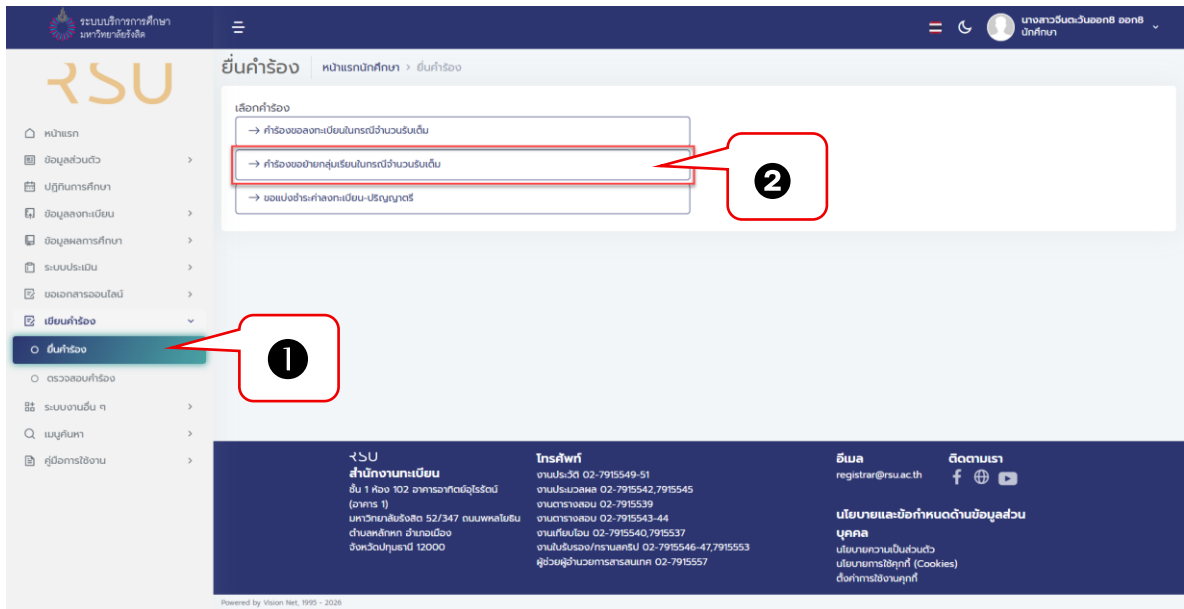 ระบบบริการการศึกษา
มหาวิทยาลัยรังสิต
นางสาวจีนตะวันออก8 ออก8
นักศึกษา
RSU
ยื่นคำร้อง
หน้าแรกนักศึกษา > ยื่นคำร้อง
หน้าแรก
ข้อมูลส่วนตัว
ปฏิทินการศึกษา
ข้อมูลลงทะเบียน
ข้อมูลผลการศึกษา
ระบบประเมิน
ขอเอกสารออนไลน์
เขียนคำร้อง
ยื่นคำร้อง
ตรวจสอบคำร้อง
ระบบงานอื่น ๆ
เมนูค้นหา
คู่มือการใช้งาน
เลือกคำร้อง
→ คำร้องขอลงทะเบียนในกรณีจำนวนรับเต็ม
→ คำร้องขอย้ายกลุ่มเรียนในกรณีจำนวนรับเต็ม
→ ขอแบ่งชำระค่าลงทะเบียน-ปริญญาตรี
❷
❶
RSU
สำนักงานทะเบียน
ชั้น 1 ห้อง 102 อาคารอาทิตย์อุไรรัตน์
(อาคาร 1)
มหาวิทยาลัยรังสิต 52/347 ถนนพหลโยธิน
ตำบลหลักหก อำเภอเมือง
จังหวัดปทุมธานี 12000
โทรศัพท์
งานประวัติ 02-7915549-51
งานประมวลผล 02-7915542,7915545
งานตารางสอน 02-7915539
งานตารางสอบ 02-7915543-44
งานเทียบโอน 02-7915540,7915537
งานใบรับรอง/ทรานสคริป 02-7915546-47,7915553
ผู้ช่วยผู้อำนวยการสารสนเทศ 02-7915557
อีเมล
registrar@rsu.ac.th
ติดตามเรา
นโยบายและข้อกำหนดด้านข้อมูลส่วน
บุคคล
นโยบายความเป็นส่วนตัว
นโยบายการใช้คุกกี้ (Cookies)
ตั้งค่าการใช้งานคุกกี้
Powered by Vision Net, 1995 - 2026